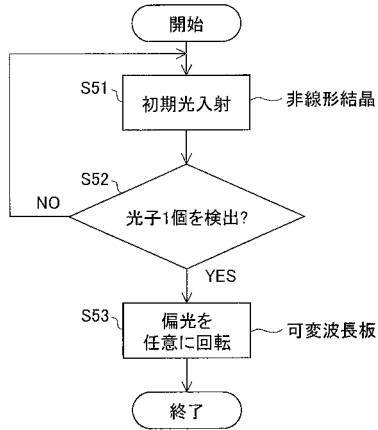 開始
S51
初期光入射
非線形結晶
S52
光子1個を検出?
NO
YES
S53
偏光を
任意に回転
可変波長板
終了